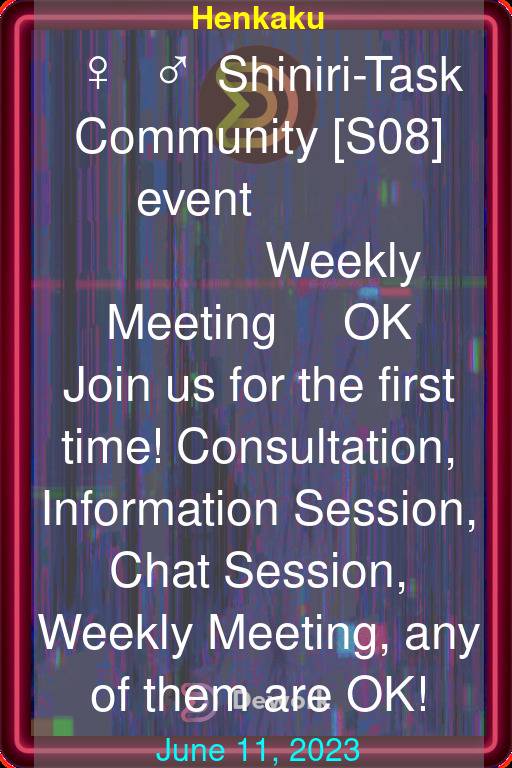 Henkaku
♀ ♂ Shiniri-Task
Community [S08]
event
Weekly
Meeting OK
Join us for the first
time! Consultation,
Information Session,
Chat Session,
Weekly Meeting, any
of them are OK!
Dework
June 11, 2023